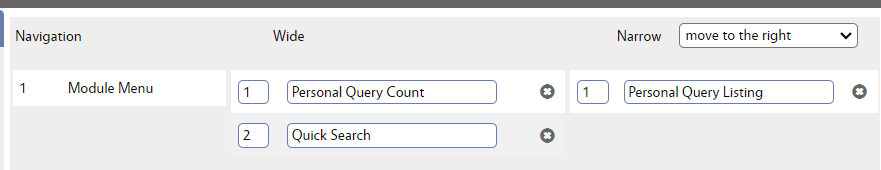 Navigation Wide Narrow move to the right
1 Module Menu 1 Personal Query Count 1 Personal Query Listing
2 Quick Search